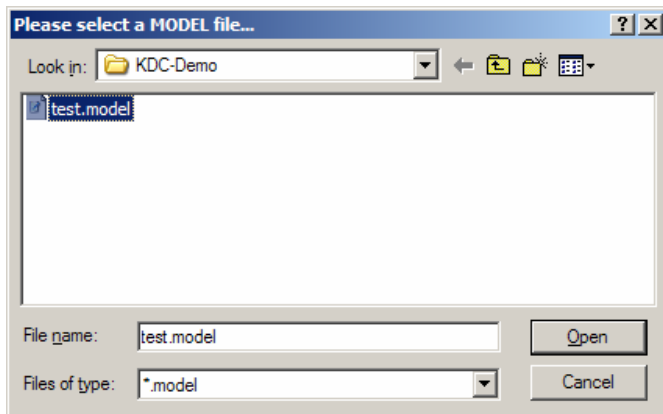 Please select a MODEL file...
Look in: KDC-Demo
test.model
File name: test.model Open
Files of type: *.model Cancel